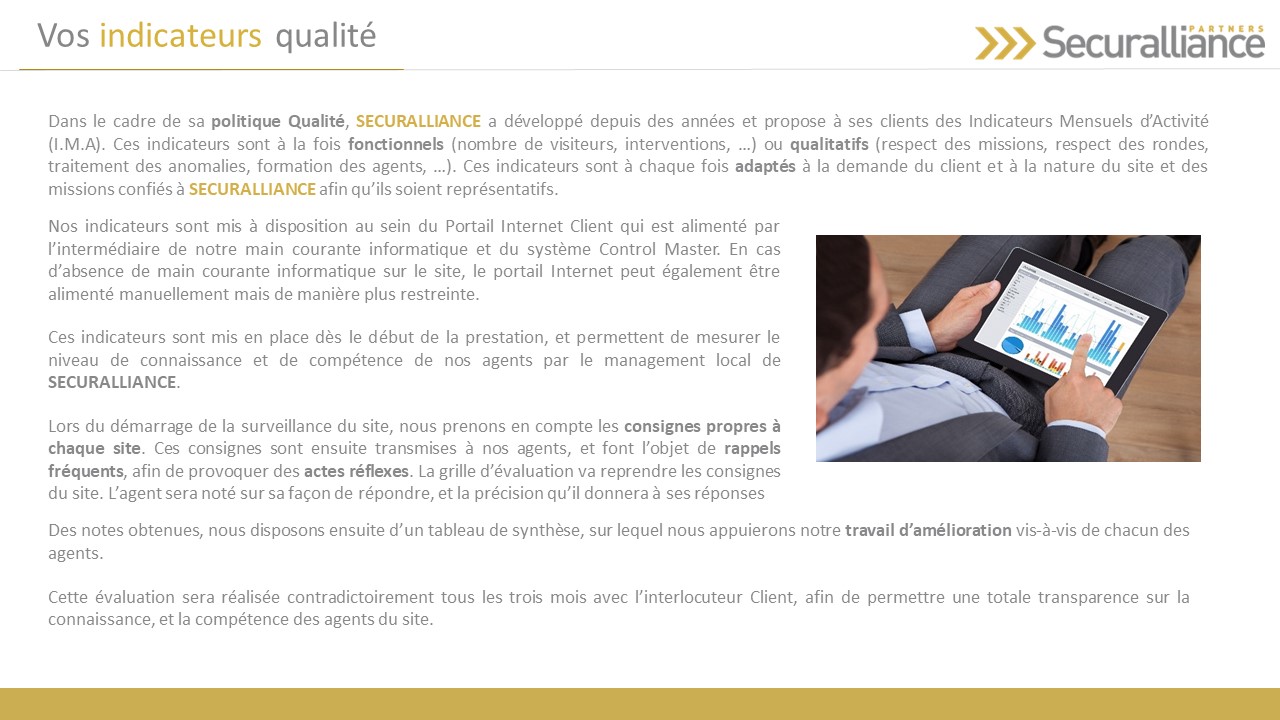 Vos indicateurs qualité
PARTNERS
Securalliance
Dans le cadre de sa politique Qualité, SECURALLIANCE a développé depuis des années et propose à ses clients des Indicateurs Mensuels d’Activité
(I.M.A). Ces indicateurs sont à la fois fonctionnels (nombre de visiteurs, interventions, …) ou qualitatifs (respect des missions, respect des rondes,
traitement des anomalies, formation des agents, …). Ces indicateurs sont à chaque fois adaptés à la demande du client et à la nature du site et des
missions confiés à SECURALLIANCE afin qu’ils soient représentatifs.
Nos indicateurs sont mis à disposition au sein du Portail Internet Client qui est alimenté par
l’intermédiaire de notre main courante informatique et du système Control Master. En cas
d’absence de main courante informatique sur le site, le portail Internet peut également être
alimenté manuellement mais de manière plus restreinte.
Ces indicateurs sont mis en place dès le début de la prestation, et permettent de mesurer le
niveau de connaissance et de compétence de nos agents par le management local de
SECURALLIANCE.
Lors du démarrage de la surveillance du site, nous prenons en compte les consignes propres à
chaque site. Ces consignes sont ensuite transmises à nos agents, et font l’objet de rappels
fréquents, afin de provoquer des actes réflexes. La grille d’évaluation va reprendre les consignes
du site. L’agent sera noté sur sa façon de répondre, et la précision qu’il donnera à ses réponses
Des notes obtenues, nous disposons ensuite d’un tableau de synthèse, sur lequel nous appuierons notre travail d’amélioration vis-à-vis de chacun des
agents.
Cette évaluation sera réalisée contradictoirement tous les trois mois avec l’interlocuteur Client, afin de permettre une totale transparence sur la
connaissance, et la compétence des agents du site.